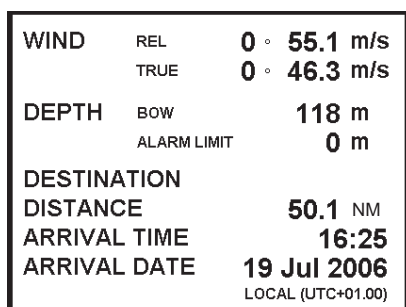 WIND REL 0 ° 55.1 m/s
TRUE 0 ° 46.3 m/s
DEPTH BOW 118 m
ALARM LIMIT 0 m
DESTINATION
DISTANCE 50.1 NM
ARRIVAL TIME 16:25
ARRIVAL DATE 19 Jul 2006
LOCAL (UTC+01.00)